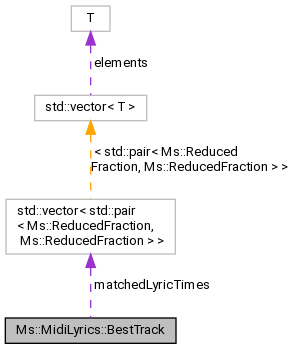 T
elements
std::vector< T >
< std::pair< Ms::Reduced
Fraction, Ms::ReducedFraction > >
std::vector< std::pair
< Ms::ReducedFraction,
Ms::ReducedFraction > >
matchedLyricTimes
Ms::MidiLyrics::BestTrack